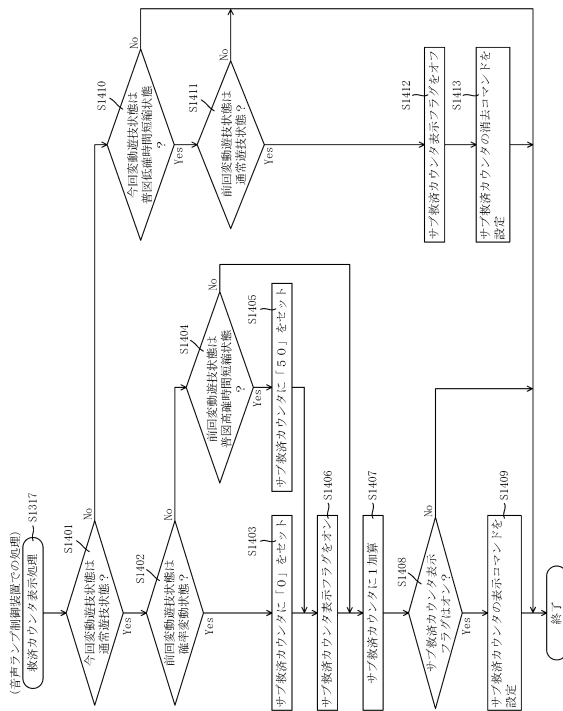 (音声ランプ制御装置での処理)
救済カウンタ表示処理
S1317
S1401
今回変動遊技状態は
通常遊技状態?
Yes
No
S1402
前回変動遊技状態は
確率変動状態?
Yes
No
S1403
サブ救済カウンタに「0」をセット
S1404
前回変動遊技状態は
普図高確時間短縮状態
?
Yes
No
S1405
サブ救済カウンタに「50」をセット
S1406
サブ救済カウンタ表示フラグをオン
S1407
サブ救済カウンタに1加算
S1408
サブ救済カウンタ表示
フラグはオン?
Yes
No
S1409
サブ救済カウンタの表示コマンドを
設定
S1410
今回変動遊技状態は
普図低確時間短縮状態
?
Yes
No
S1411
前回変動遊技状態は
通常遊技状態?
Yes
No
S1412
サブ救済カウンタ表示フラグをオフ
S1413
サブ救済カウンタの消去コマンドを
設定
終了